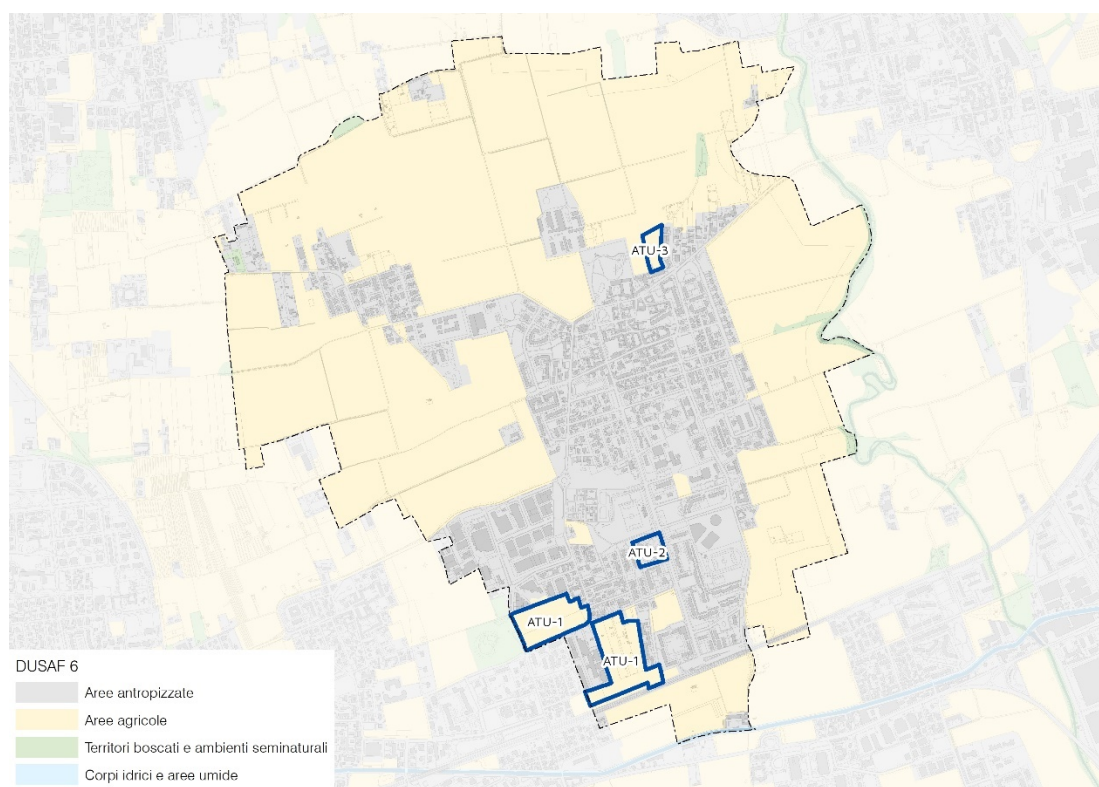 ATU-3
ATU-2
ATU-1
ATU-1
DUSAF 6
Aree antropizzate
Aree agricole
Territori boscati e ambienti seminaturali
Corpi idrici e aree umide